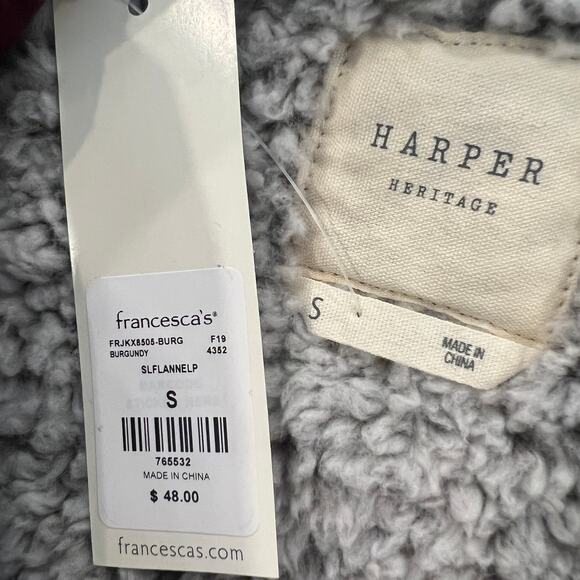 francesca's®
FRJKX8505-BURG F19
BURGUNDY 4352
SLFLANNELP
S
765532
MADE IN CHINA
$ 48.00
francescas.com
HARPER
HERITAGE
S
MADE IN
CHINA